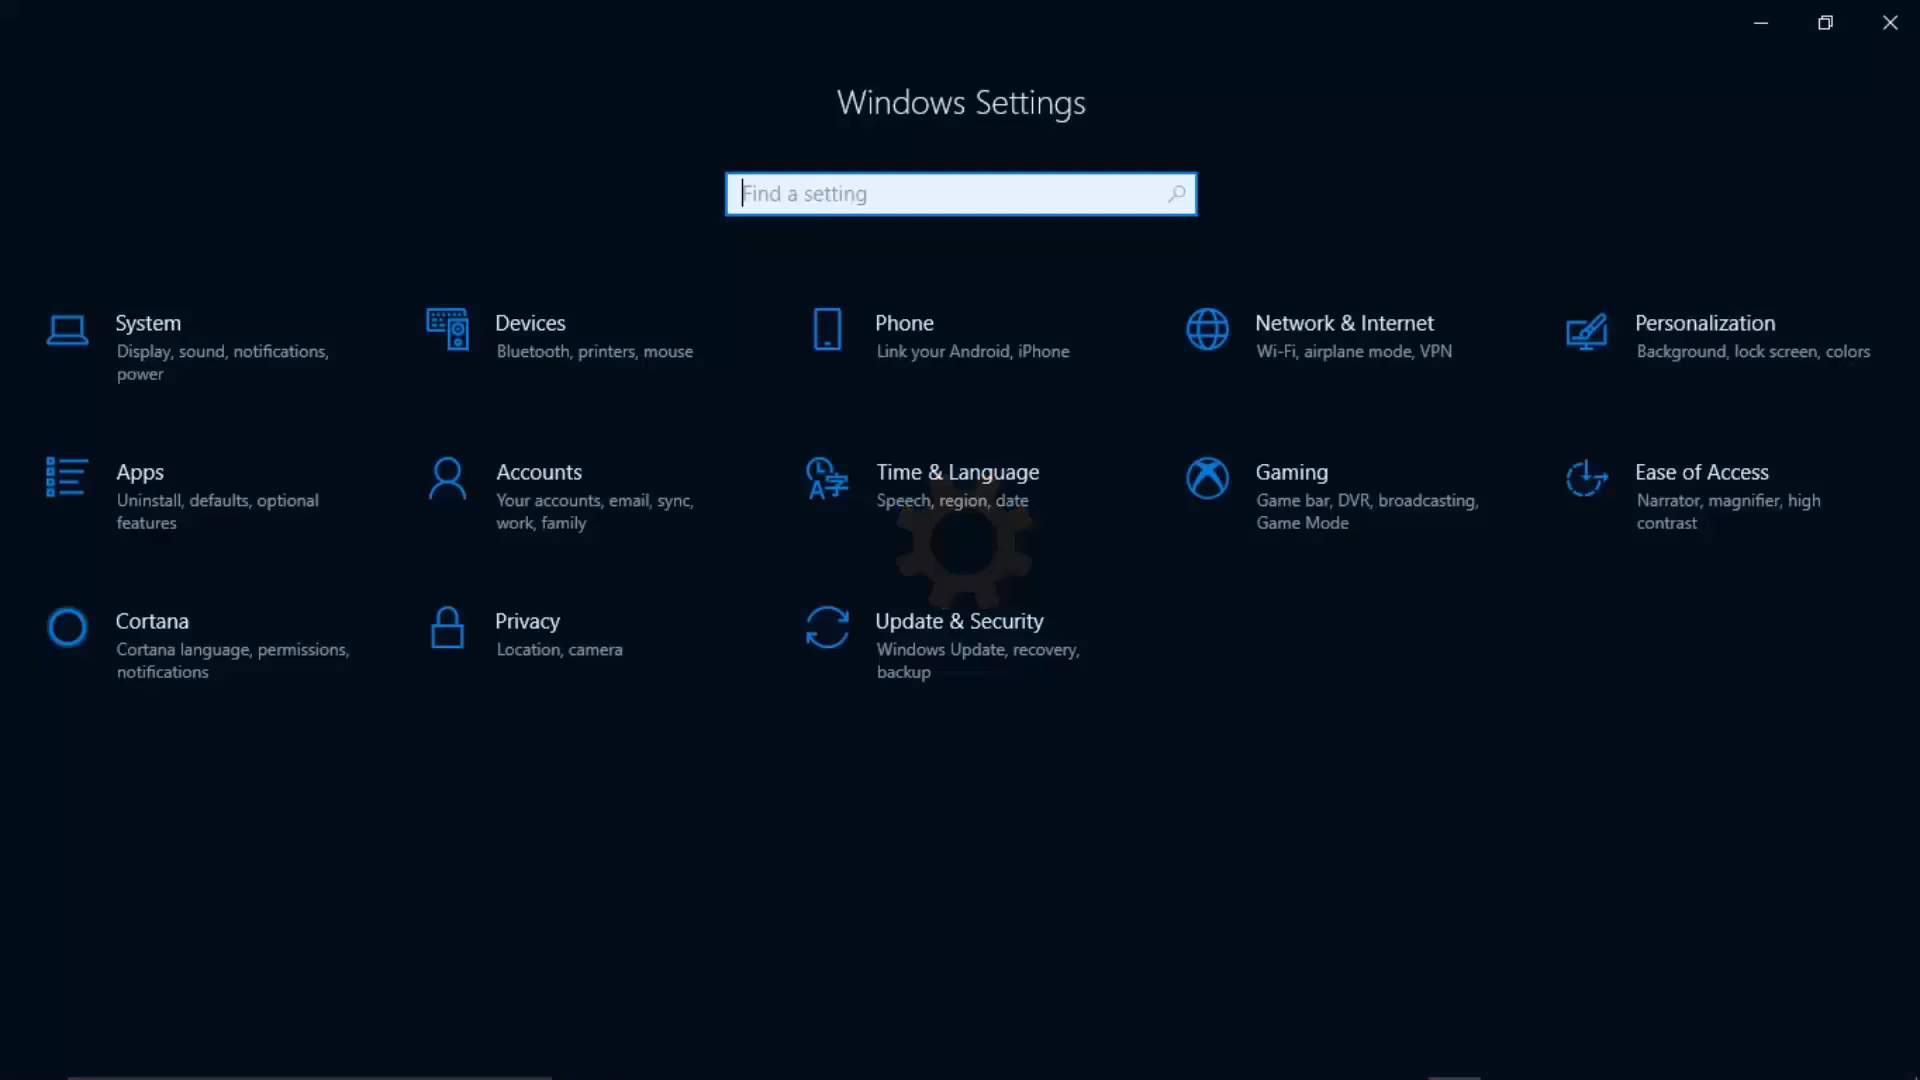 Windows Settings
Find a setting
System
Display, sound, notifications,
power
Devices
Bluetooth, printers, mouse
Phone
Link your Android, iPhone
Network & Internet
Wi-Fi, airplane mode, VPN
Personalization
Background, lock screen, colors
Apps
Uninstall, defaults, optional
features
Accounts
Your accounts, email, sync,
work, family
Time & Language
Speech, region, date
Gaming
Game bar, DVR, broadcasting,
Game Mode
Ease of Access
Narrator, magnifier, high
contrast
Cortana
Cortana language, permissions,
notifications
Privacy
Location, camera
Update & Security
Windows Update, recovery,
backup